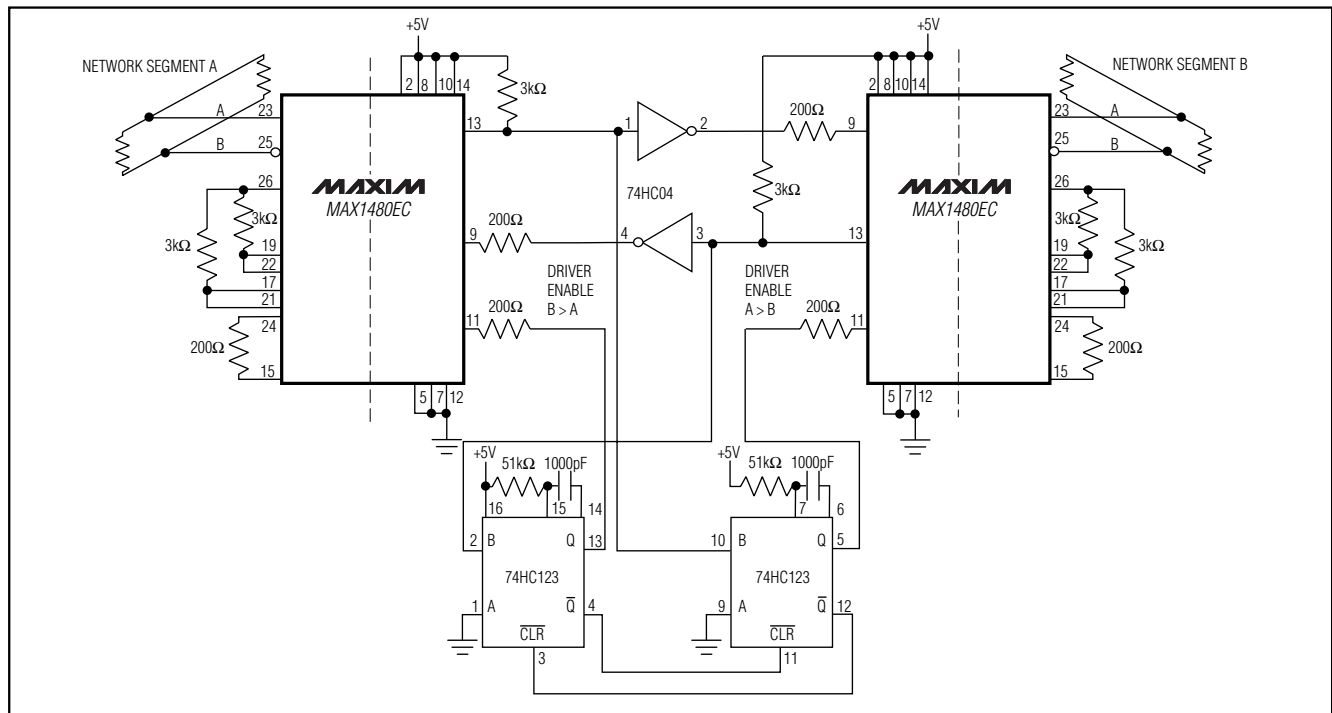 +5V
+5V
NETWORK SEGMENT A
NETWORK SEGMENT B
2 8 10 14
3kΩ
2 8 10 14
A 23
13
1
2
200Ω
9
23 A
B 25
25 B
26
MAXIM
MAX1480EC
74HC04
3kΩ
MAXIM
MAX1480EC
26
3kΩ
3kΩ
19
22
17
21
9
200Ω
4
3
13
3kΩ
3kΩ
19
22
17
21
DRIVER
ENABLE
B > A
DRIVER
ENABLE
A > B
24
200Ω
15
11
200Ω
200Ω
11
24
200Ω
15
5 7 12
5 7 12
+5V
51kΩ
1000pF
+5V
51kΩ
1000pF
16
15
14
7
6
2 B
Q 13
10 B
Q 5
74HC123
74HC123
1 A
Q̅ 4
9 A
Q̅ 12
C̅L̅R̅
C̅L̅R̅
3
11